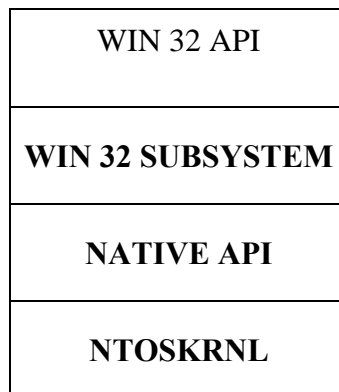 WIN 32 API
WIN 32 SUBSYSTEM
NATIVE API
NTOSKRNL